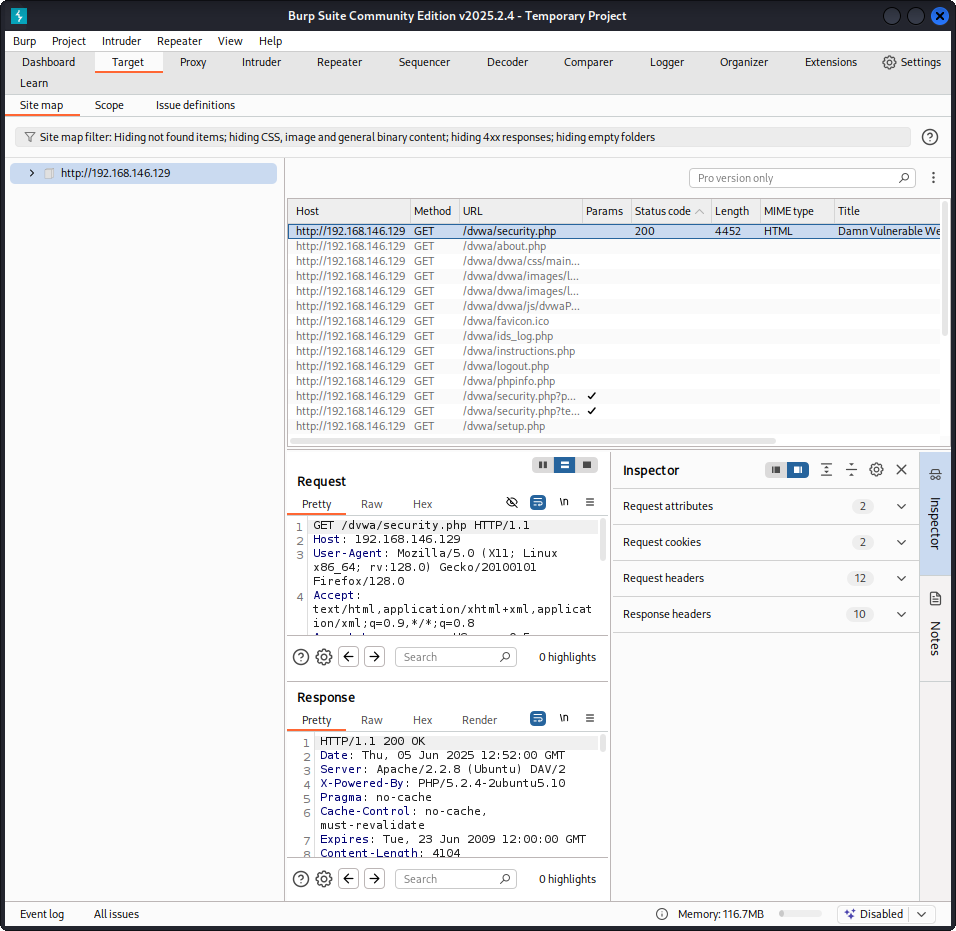 Burp Suite Community Edition v2025.2.4 - Temporary Project
Burp Project Intruder Repeater View Help
Dashboard Target Proxy Intruder Repeater Sequencer Decoder Comparer Logger Organizer Extensions Settings
Learn
Site map Scope Issue definitions
Site map filter: Hiding not found items; hiding CSS, image and general binary content; hiding 4xx responses; hiding empty folders
http://192.168.146.129
Pro version only
Host Method URL Params Status code Length MIME type Title
http://192.168.146.129 GET /dvwa/security.php 200 4452 HTML Damn Vulnerable We
http://192.168.146.129 GET /dvwa/about.php
http://192.168.146.129 GET /dvwa/dvwa/css/main...
http://192.168.146.129 GET /dvwa/dvwa/images/l...
http://192.168.146.129 GET /dvwa/dvwa/images/l...
http://192.168.146.129 GET /dvwa/dvwa/js/dvwaP...
http://192.168.146.129 GET /dvwa/favicon.ico
http://192.168.146.129 GET /dvwa/ids_log.php
http://192.168.146.129 GET /dvwa/instructions.php
http://192.168.146.129 GET /dvwa/logout.php
http://192.168.146.129 GET /dvwa/phpinfo.php
http://192.168.146.129 GET /dvwa/security.php?p... ✓
http://192.168.146.129 GET /dvwa/security.php?te... ✓
http://192.168.146.129 GET /dvwa/setup.php
Request
Pretty Raw Hex \n
1 GET /dvwa/security.php HTTP/1.1
2 Host: 192.168.146.129
3 User-Agent: Mozilla/5.0 (X11; Linux
x86_64; rv:128.0) Gecko/20100101
Firefox/128.0
4 Accept:
text/html,application/xhtml+xml,applicat
ion/xml;q=0.9,*/*;q=0.8
Search 0 highlights
Response
Pretty Raw Hex Render \n
1 HTTP/1.1 200 OK
2 Date: Thu, 05 Jun 2025 12:52:00 GMT
3 Server: Apache/2.2.8 (Ubuntu) DAV/2
4 X-Powered-By: PHP/5.2.4-2ubuntu5.10
5 Pragma: no-cache
6 Cache-Control: no-cache,
must-revalidate
7 Expires: Tue, 23 Jun 2009 12:00:00 GMT
8 Content-Length: 4104
Search 0 highlights
Inspector
Request attributes 2
Request cookies 2
Request headers 12
Response headers 10
Inspector
Notes
Event log All issues Memory: 116.7MB Disabled